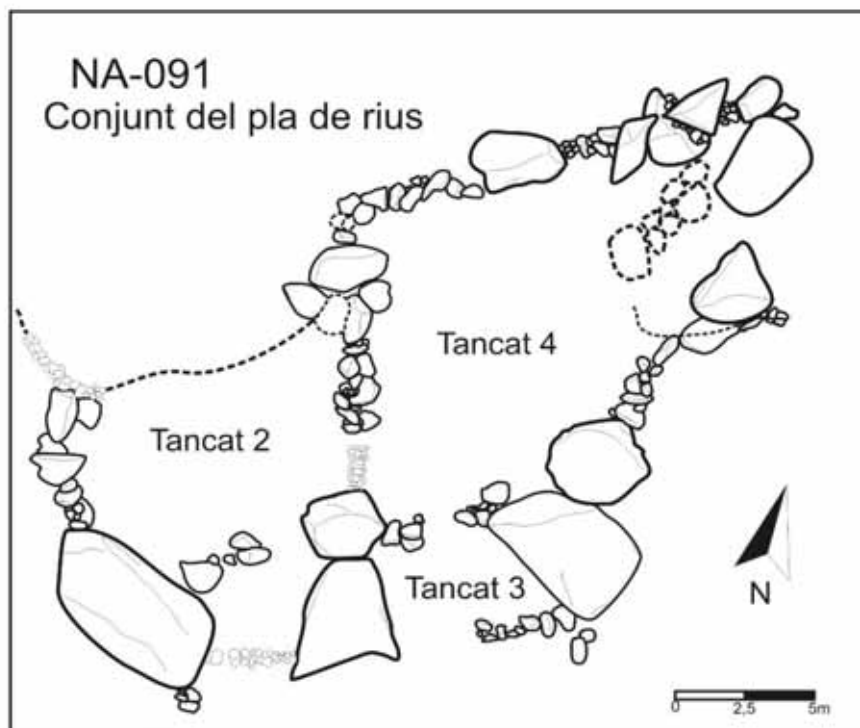 NA-091
Conjunt del pla de rius
Tancat 4
Tancat 2
Tancat 3
N
0 2,5 5m